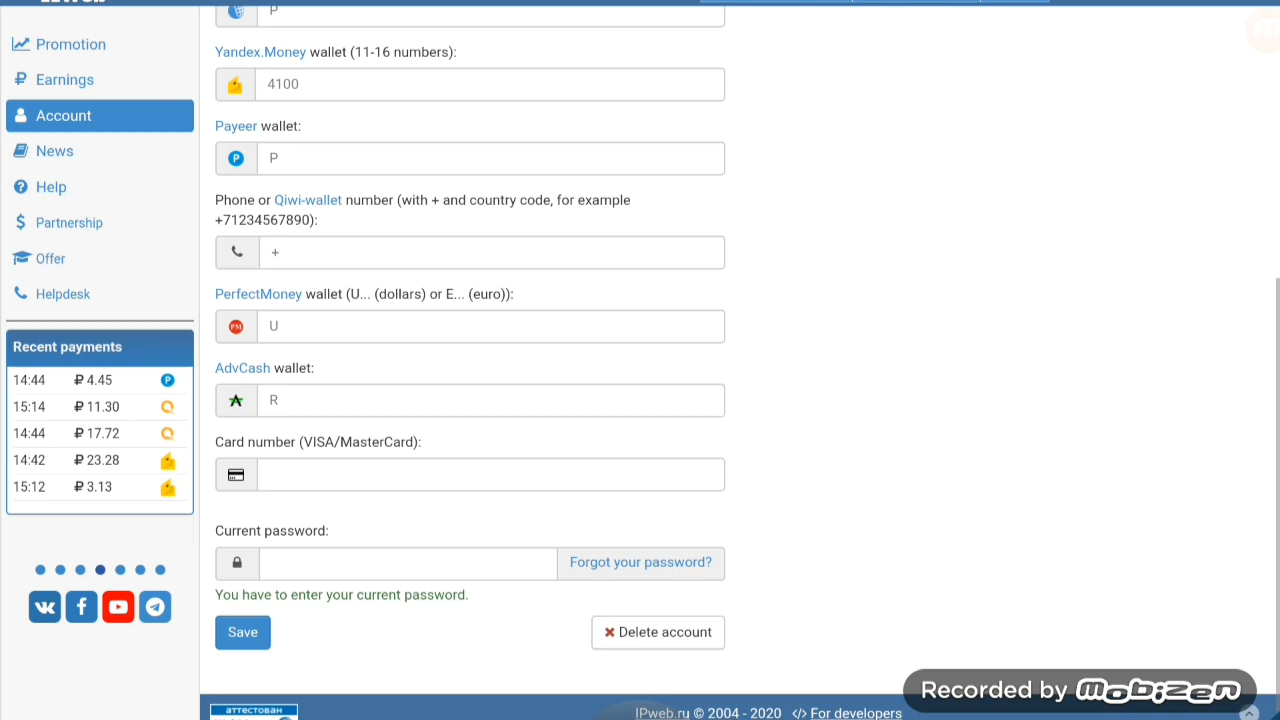 P
Promotion
Earnings
Account
News
Help
Partnership
Offer
Helpdesk
Recent payments
14:44 ₽ 4.45 P
15:14 ₽ 11.30
14:44 ₽ 17.72
14:42 ₽ 23.28
15:12 ₽ 3.13
Yandex.Money wallet (11-16 numbers):
4100
Payeer wallet:
P P
Phone or Qiwi-wallet number (with + and country code, for example
+71234567890):
+
PerfectMoney wallet (U... (dollars) or E... (euro)):
PM U
AdvCash wallet:
R
Card number (VISA/MasterCard):
Current password:
Forgot your password?
You have to enter your current password.
Save
Delete account
Recorded by Mobizen
аттестован
IPweb.ru © 2004 - 2020 </> For developers